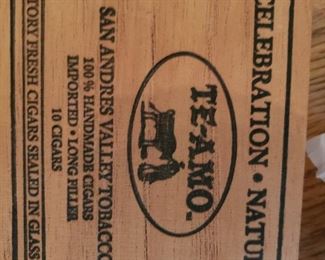 CELEBRATION • NATU
TE-AMO
SAN ANDRES VALLEY TOBACCO
100% HANDMADE CIGARS
IMPORTED • LONG FILLER
10 CIGARS
TORY FRESH CIGARS SEALED IN GLASS